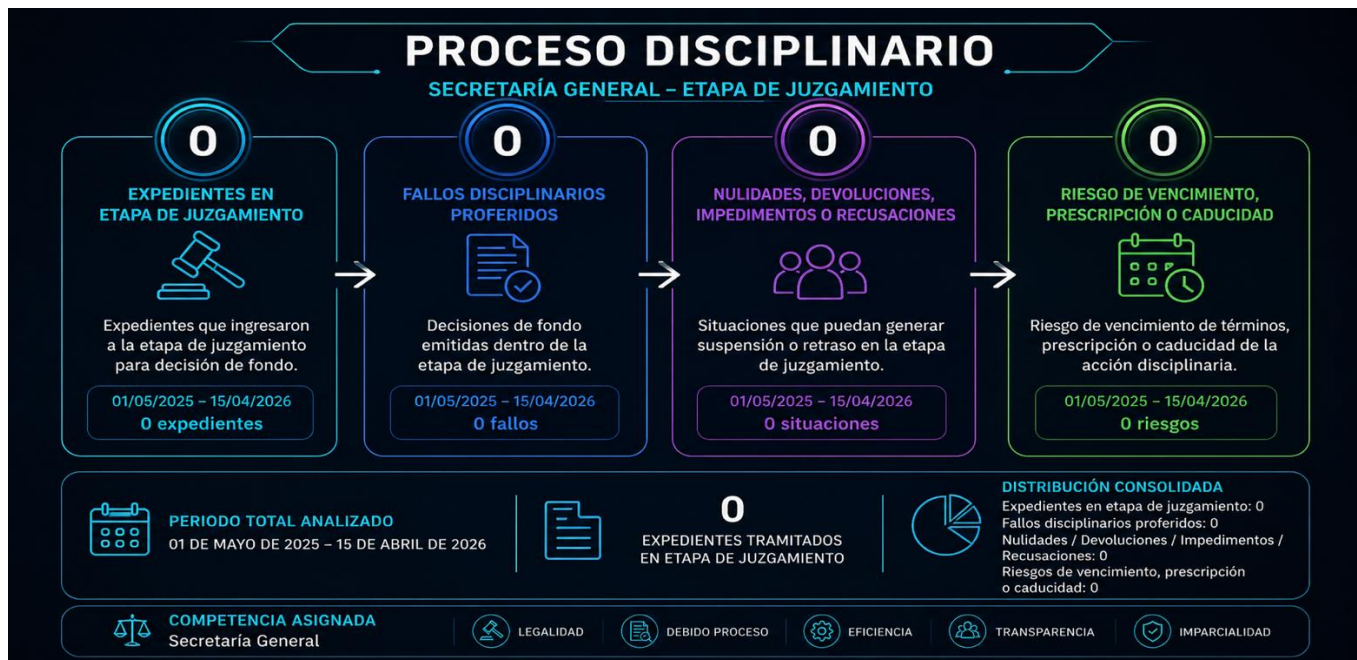 PROCESO DISCIPLINARIO
SECRETARÍA GENERAL – ETAPA DE JUZGAMIENTO
0
EXPEDIENTES EN
ETAPA DE JUZGAMIENTO
Expedientes que ingresaron
a la etapa de juzgamiento
para decisión de fondo.
01/05/2025 – 15/04/2026
0 expedientes
0
FALLOS DISCIPLINARIOS
PROFERIDOS
Decisiones de fondo
emitidas dentro de la
etapa de juzgamiento.
01/05/2025 – 15/04/2026
0 fallos
0
NULIDADES, DEVOLUCIONES,
IMPEDIMENTOS O RECUSACIONES
Situaciones que puedan generar
suspensión o retraso en la etapa
de juzgamiento.
01/05/2025 – 15/04/2026
0 situaciones
0
RIESGO DE VENCIMIENTO,
PRESCRIPCIÓN O CADUCIDAD
Riesgo de vencimiento de términos,
prescripción o caducidad de la
acción disciplinaria.
01/05/2025 – 15/04/2026
0 riesgos
PERIODO TOTAL ANALIZADO
01 DE MAYO DE 2025 – 15 DE ABRIL DE 2026
0
EXPEDIENTES TRAMITADOS
EN ETAPA DE JUZGAMIENTO
DISTRIBUCIÓN CONSOLIDADA
Expedientes en etapa de juzgamiento: 0
Fallos disciplinarios proferidos: 0
Nulidades / Devoluciones / Impedimentos /
Recusaciones: 0
Riesgos de vencimiento, prescripción
o caducidad: 0
COMPETENCIA ASIGNADA
Secretaría General
LEGALIDAD
DEBIDO PROCESO
EFICIENCIA
TRANSPARENCIA
IMPARCIALIDAD